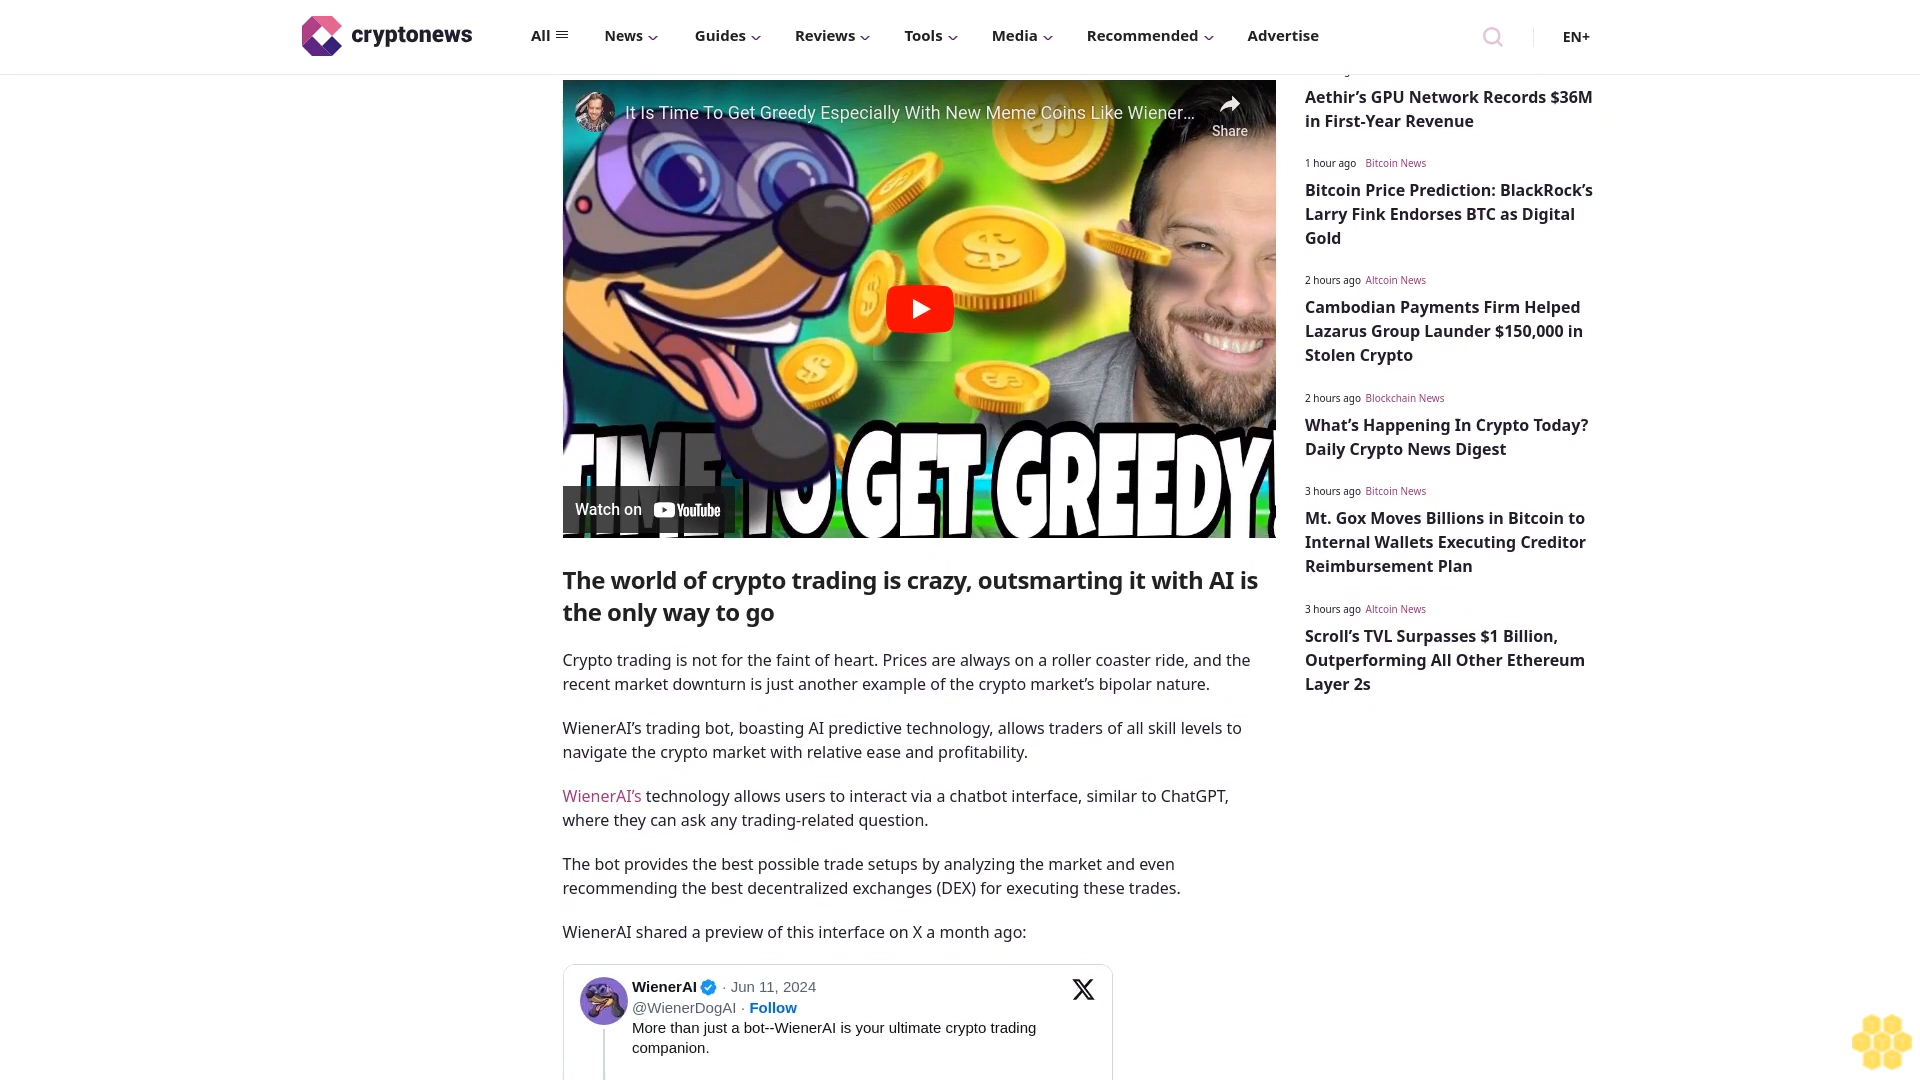 cryptonews
All
News
Guides
Reviews
Tools
Media
Recommended
Advertise
EN+
It Is Time To Get Greedy Especially With New Meme Coins Like Wiener...
Share
TIME TO GET GREEDY
Watch on YouTube
The world of crypto trading is crazy, outsmarting it with AI is
the only way to go
Crypto trading is not for the faint of heart. Prices are always on a roller coaster ride, and the
recent market downturn is just another example of the crypto market’s bipolar nature.
WienerAI’s trading bot, boasting AI predictive technology, allows traders of all skill levels to
navigate the crypto market with relative ease and profitability.
WienerAI’s technology allows users to interact via a chatbot interface, similar to ChatGPT,
where they can ask any trading-related question.
The bot provides the best possible trade setups by analyzing the market and even
recommending the best decentralized exchanges (DEX) for executing these trades.
WienerAI shared a preview of this interface on X a month ago:
WienerAI · Jun 11, 2024
@WienerDogAI · Follow
More than just a bot--WienerAI is your ultimate crypto trading
companion.
Aethir’s GPU Network Records $36M
in First-Year Revenue
1 hour ago Bitcoin News
Bitcoin Price Prediction: BlackRock’s
Larry Fink Endorses BTC as Digital
Gold
2 hours ago Altcoin News
Cambodian Payments Firm Helped
Lazarus Group Launder $150,000 in
Stolen Crypto
2 hours ago Blockchain News
What’s Happening In Crypto Today?
Daily Crypto News Digest
3 hours ago Bitcoin News
Mt. Gox Moves Billions in Bitcoin to
Internal Wallets Executing Creditor
Reimbursement Plan
3 hours ago Altcoin News
Scroll’s TVL Surpasses $1 Billion,
Outperforming All Other Ethereum
Layer 2s